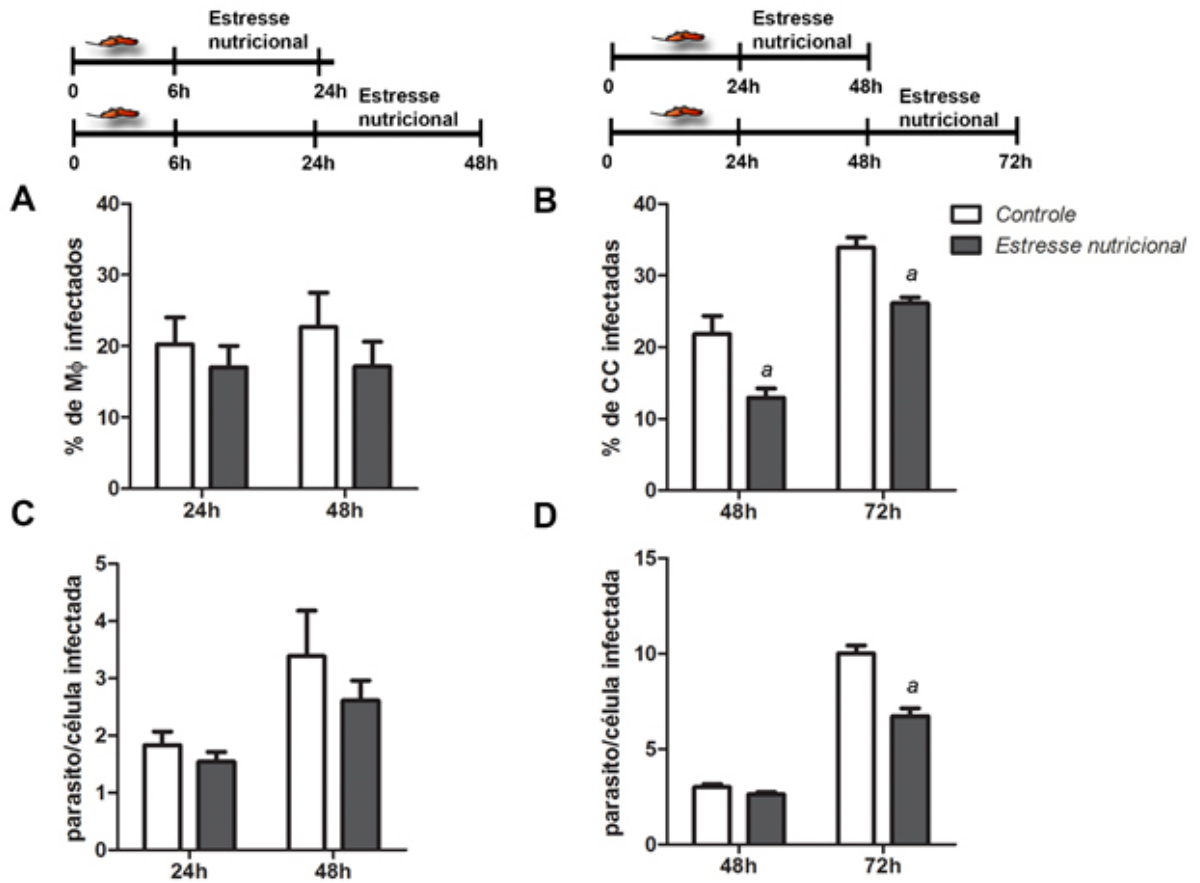 Estresse
nutricional
0 6h 24h
Estresse
nutricional
0 6h 24h 48h
Estresse
nutricional
0 24h 48h
Estresse
nutricional
0 24h 48h 72h
A
% de Mϕ infectados
40
30
20
10
0
24h 48h
B
% de CC infectadas
40
30
20
10
0
a
a
48h 72h
Controle
Estresse nutricional
C
parasito/célula infectada
5
4
3
2
1
0
24h 48h
D
parasito/célula infectada
15
10
5
0
a
48h 72h